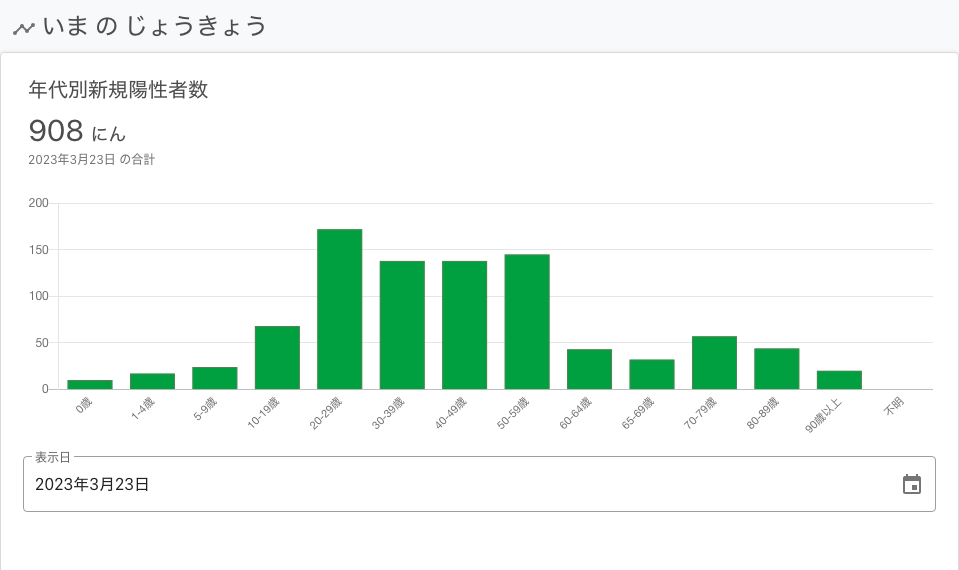 いま の じょうきょう
年代別新規陽性者数
908 にん
2023年3月23日 の合計
200
150
100
50
0
0歳
1-4歳
5-9歳
10-19歳
20-29歳
30-39歳
40-49歳
50-59歳
60-64歳
65-69歳
70-79歳
80-89歳
90歳以上
不明
表示日
2023年3月23日